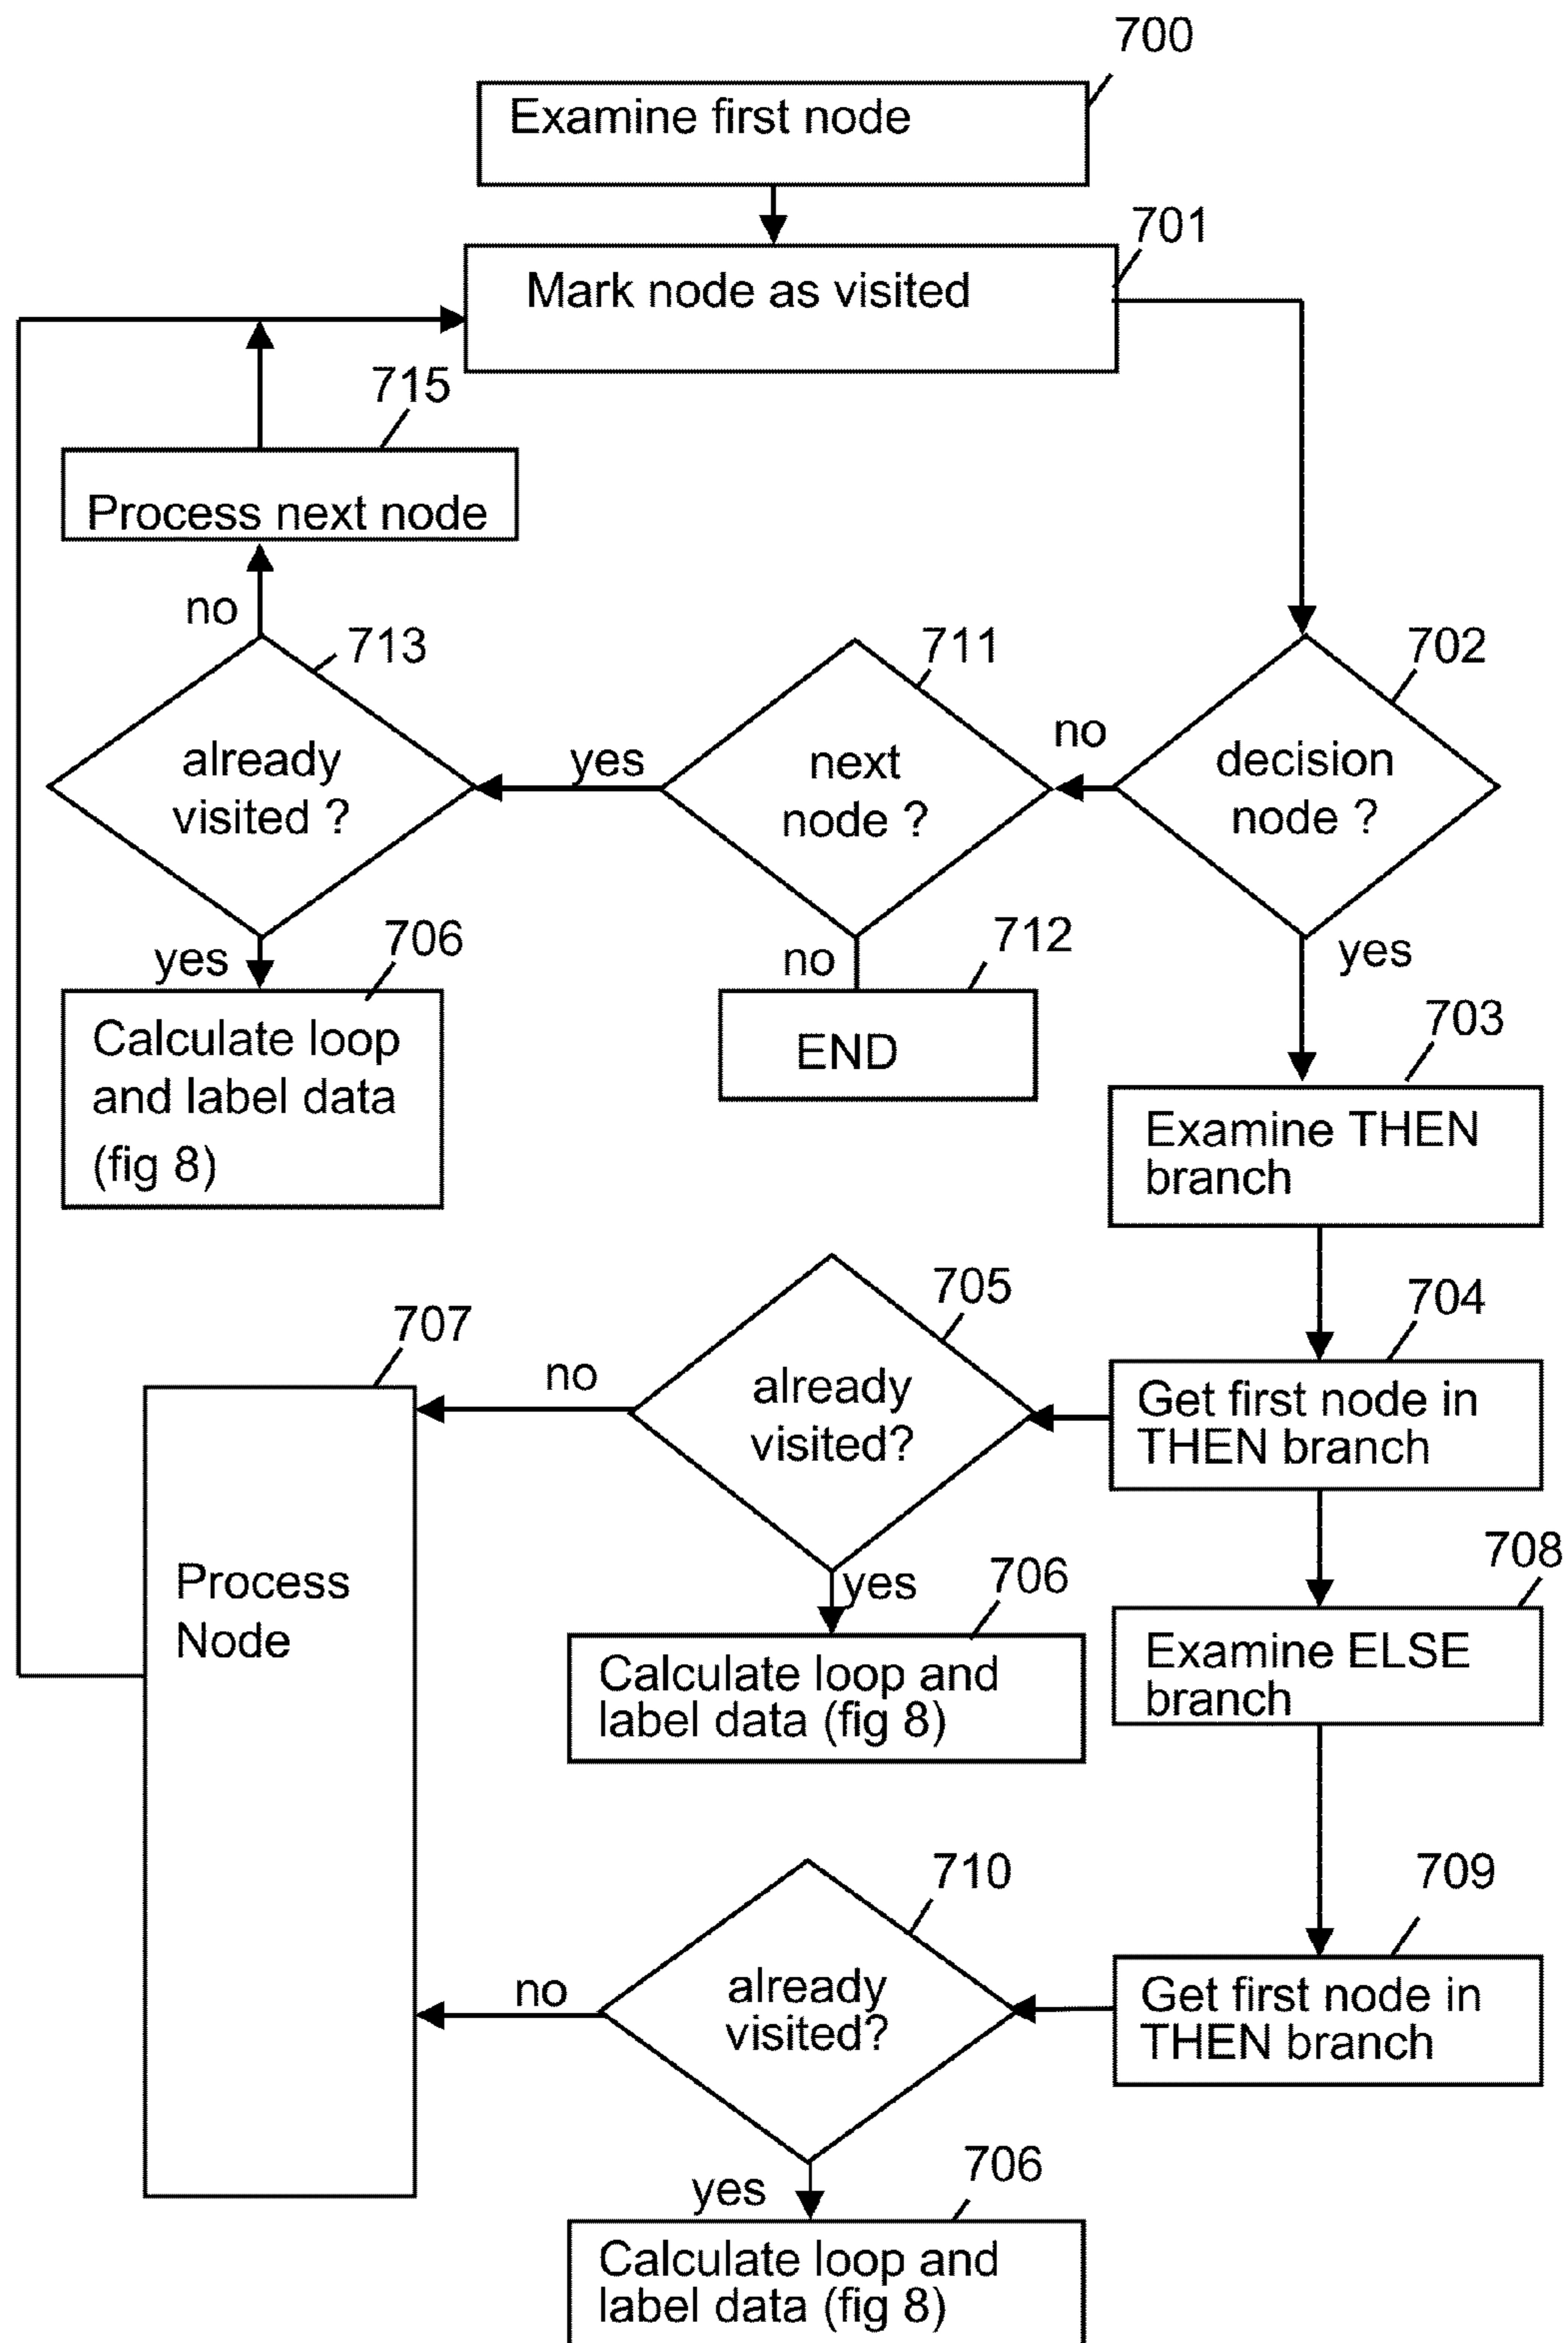 700
Examine first node
701
Mark node as visited
715
Process next node
no
713
711
702
already
visited ?
yes
next
node ?
no
decision
node ?
yes
706
no
712
yes
Calculate loop
and label data
(fig 8)
END
703
Examine THEN
branch
705
704
707
no
already
visited?
Get first node in
THEN branch
708
yes
706
Process
Node
Calculate loop and
label data (fig 8)
Examine ELSE
branch
710
709
no
already
visited?
Get first node in
THEN branch
yes
706
Calculate loop and
label data (fig 8)